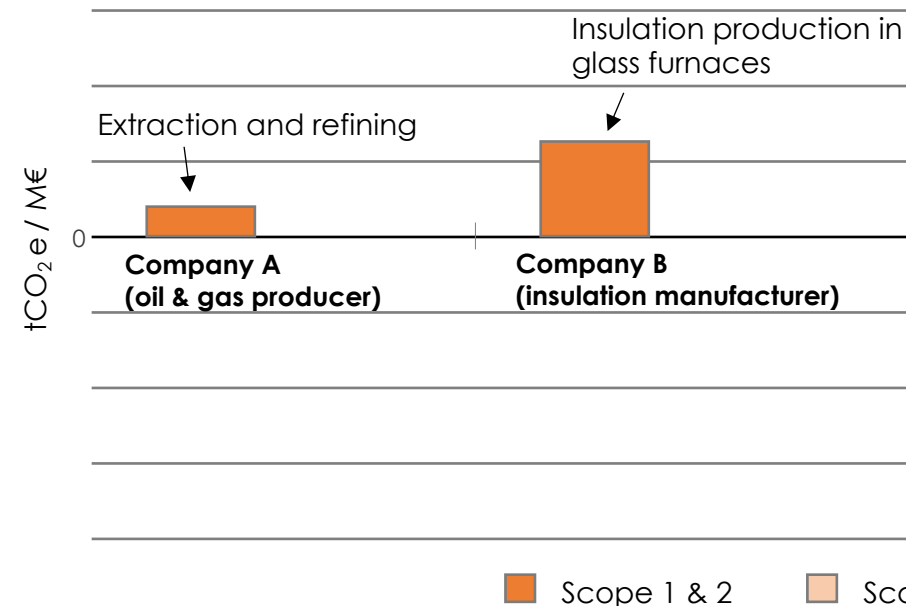 Insulation production in
glass furnaces
Extraction and refining
tCO₂e / M€
0
Company A
(oil & gas producer)
Company B
(insulation manufacturer)
Scope 1 & 2